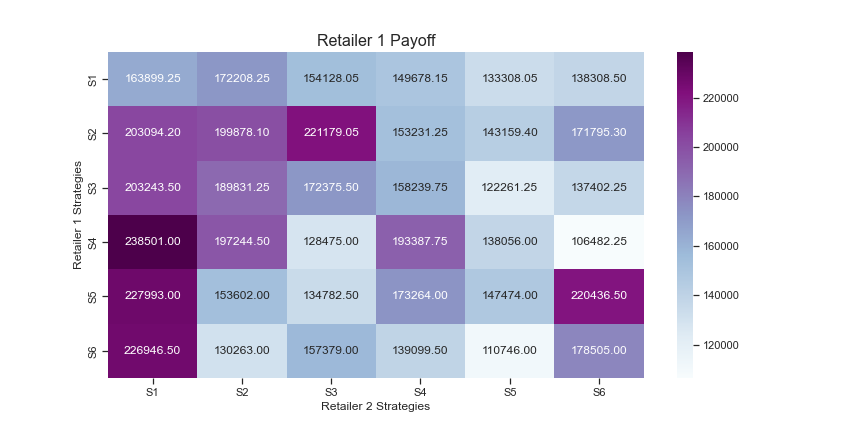 Retailer 1 Payoff
S1 163899.25 172208.25 154128.05 149678.15 133308.05 138308.50
S2 203094.20 199878.10 221179.05 153231.25 143159.40 171795.30
S3 203243.50 189831.25 172375.50 158239.75 122261.25 137402.25
S4 238501.00 197244.50 128475.00 193387.75 138056.00 106482.25
S5 227993.00 153602.00 134782.50 173264.00 147474.00 220436.50
S6 226946.50 130263.00 157379.00 139099.50 110746.00 178505.00
S1 S2 S3 S4 S5 S6
Retailer 2 Strategies
Retailer 1 Strategies
220000
200000
180000
160000
140000
120000